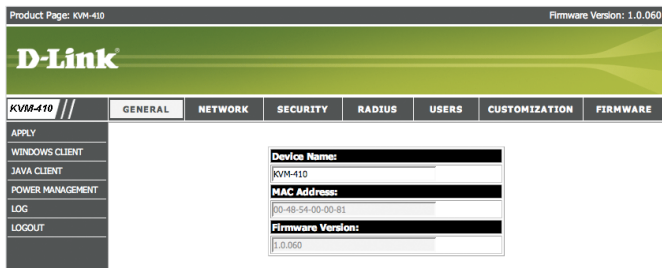 Product Page: KVM-410 Firmware Version: 1.0.060
D-Link
KVM-410 // GENERAL NETWORK SECURITY RADIUS USERS CUSTOMIZATION FIRMWARE
APPLY
WINDOWS CLIENT
JAVA CLIENT
POWER MANAGEMENT
LOG
LOGOUT
Device Name:
KVM-410
MAC Address:
00-48-54-00-00-81
Firmware Version:
1.0.060